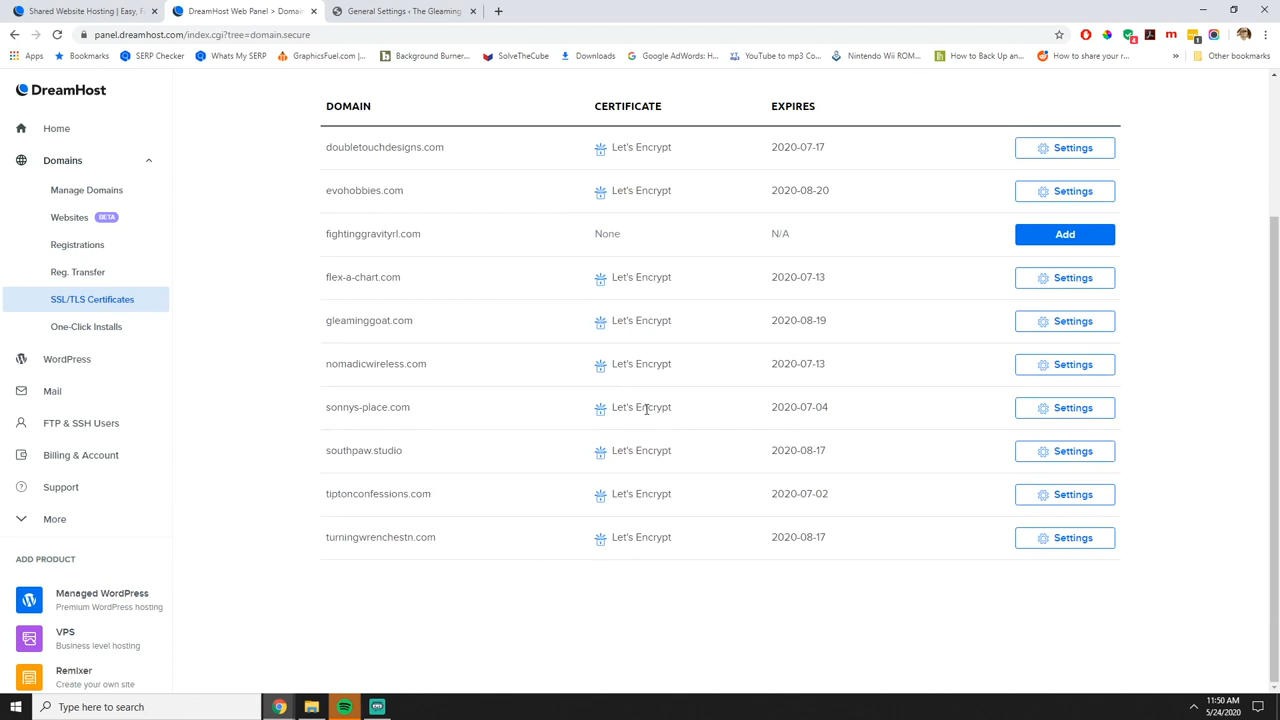 Shared Website Hosting | Easy, F
DreamHost Web Panel > Domain
General Settings ‹ The Gleaming
panel.dreamhost.com/index.cgi?tree=domain.secure
Apps
Bookmarks
SERP Checker
Whats My SERP
GraphicsFuel.com |...
Background Burner...
SolveTheCube
Downloads
Google AdWords: H...
YouTube to mp3 Co...
Nintendo Wii ROM...
How to Back Up an...
How to share your r...
»
Other bookmarks
DreamHost
Home
Domains
Manage Domains
Websites BETA
Registrations
Reg. Transfer
SSL/TLS Certificates
One-Click Installs
WordPress
Mail
FTP & SSH Users
Billing & Account
Support
More
ADD PRODUCT
Managed WordPress
Premium WordPress hosting
VPS
Business level hosting
Remixer
Create your own site
DOMAIN CERTIFICATE EXPIRES
doubletouchdesigns.com Let's Encrypt 2020-07-17 Settings
evohobbies.com Let's Encrypt 2020-08-20 Settings
fightinggravityrl.com None N/A Add
flex-a-chart.com Let's Encrypt 2020-07-13 Settings
gleaminggoat.com Let's Encrypt 2020-08-19 Settings
nomadicwireless.com Let's Encrypt 2020-07-13 Settings
sonnys-place.com Let's Encrypt 2020-07-04 Settings
southpaw.studio Let's Encrypt 2020-08-17 Settings
tiptonconfessions.com Let's Encrypt 2020-07-02 Settings
turningwrenchestn.com Let's Encrypt 2020-08-17 Settings
Type here to search
11:50 AM
5/24/2020